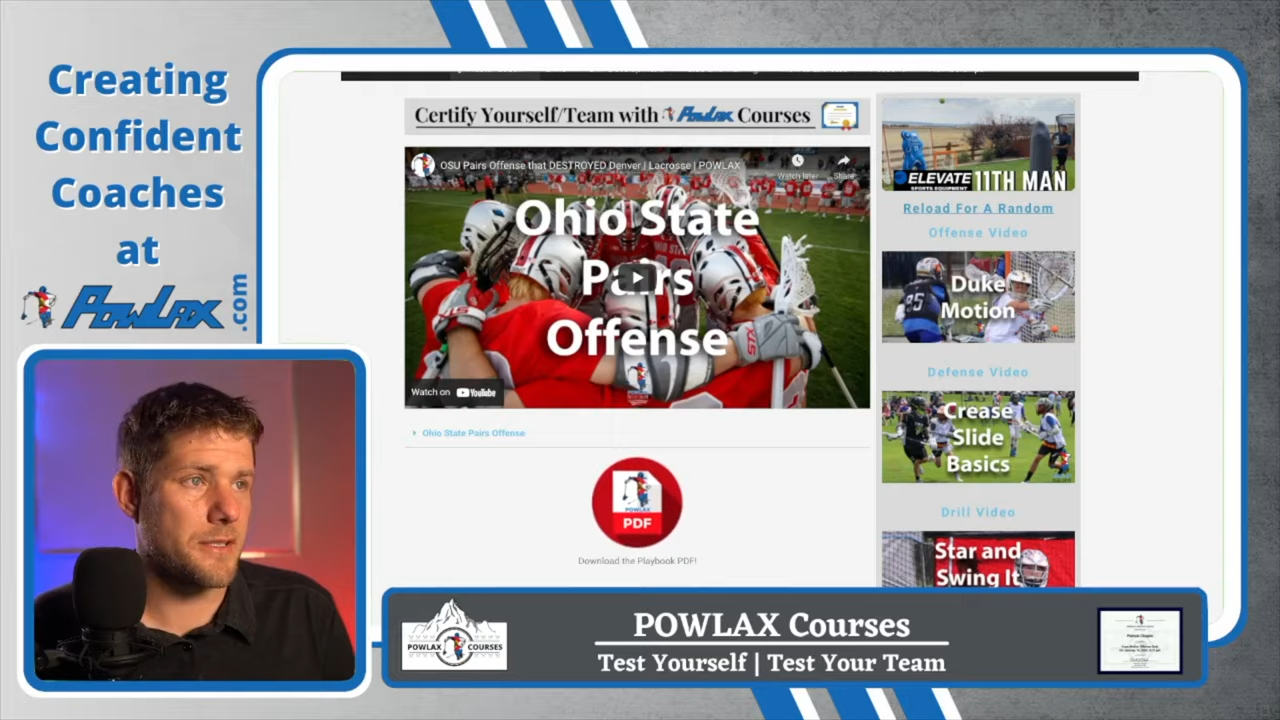 Creating
Confident
Coaches
at
POWLAX
.com
Certify Yourself/Team with POWLAX Courses
OSU Pairs Offense that DESTROYED Denver | Lacrosse | POWLAX
Watch later
Share
Ohio State
Pairs
Offense
Watch on YouTube
Ohio State Pairs Offense
POWLAX
PDF
Download the Playbook PDF!
ELEVATE
SPORTS EQUIPMENT
11TH MAN
Reload For A Random
Offense Video
Duke
Motion
Defense Video
Crease
Slide
Basics
Drill Video
Star and
Swing It
POWLAX COURSES
POWLAX Courses
Test Yourself | Test Your Team